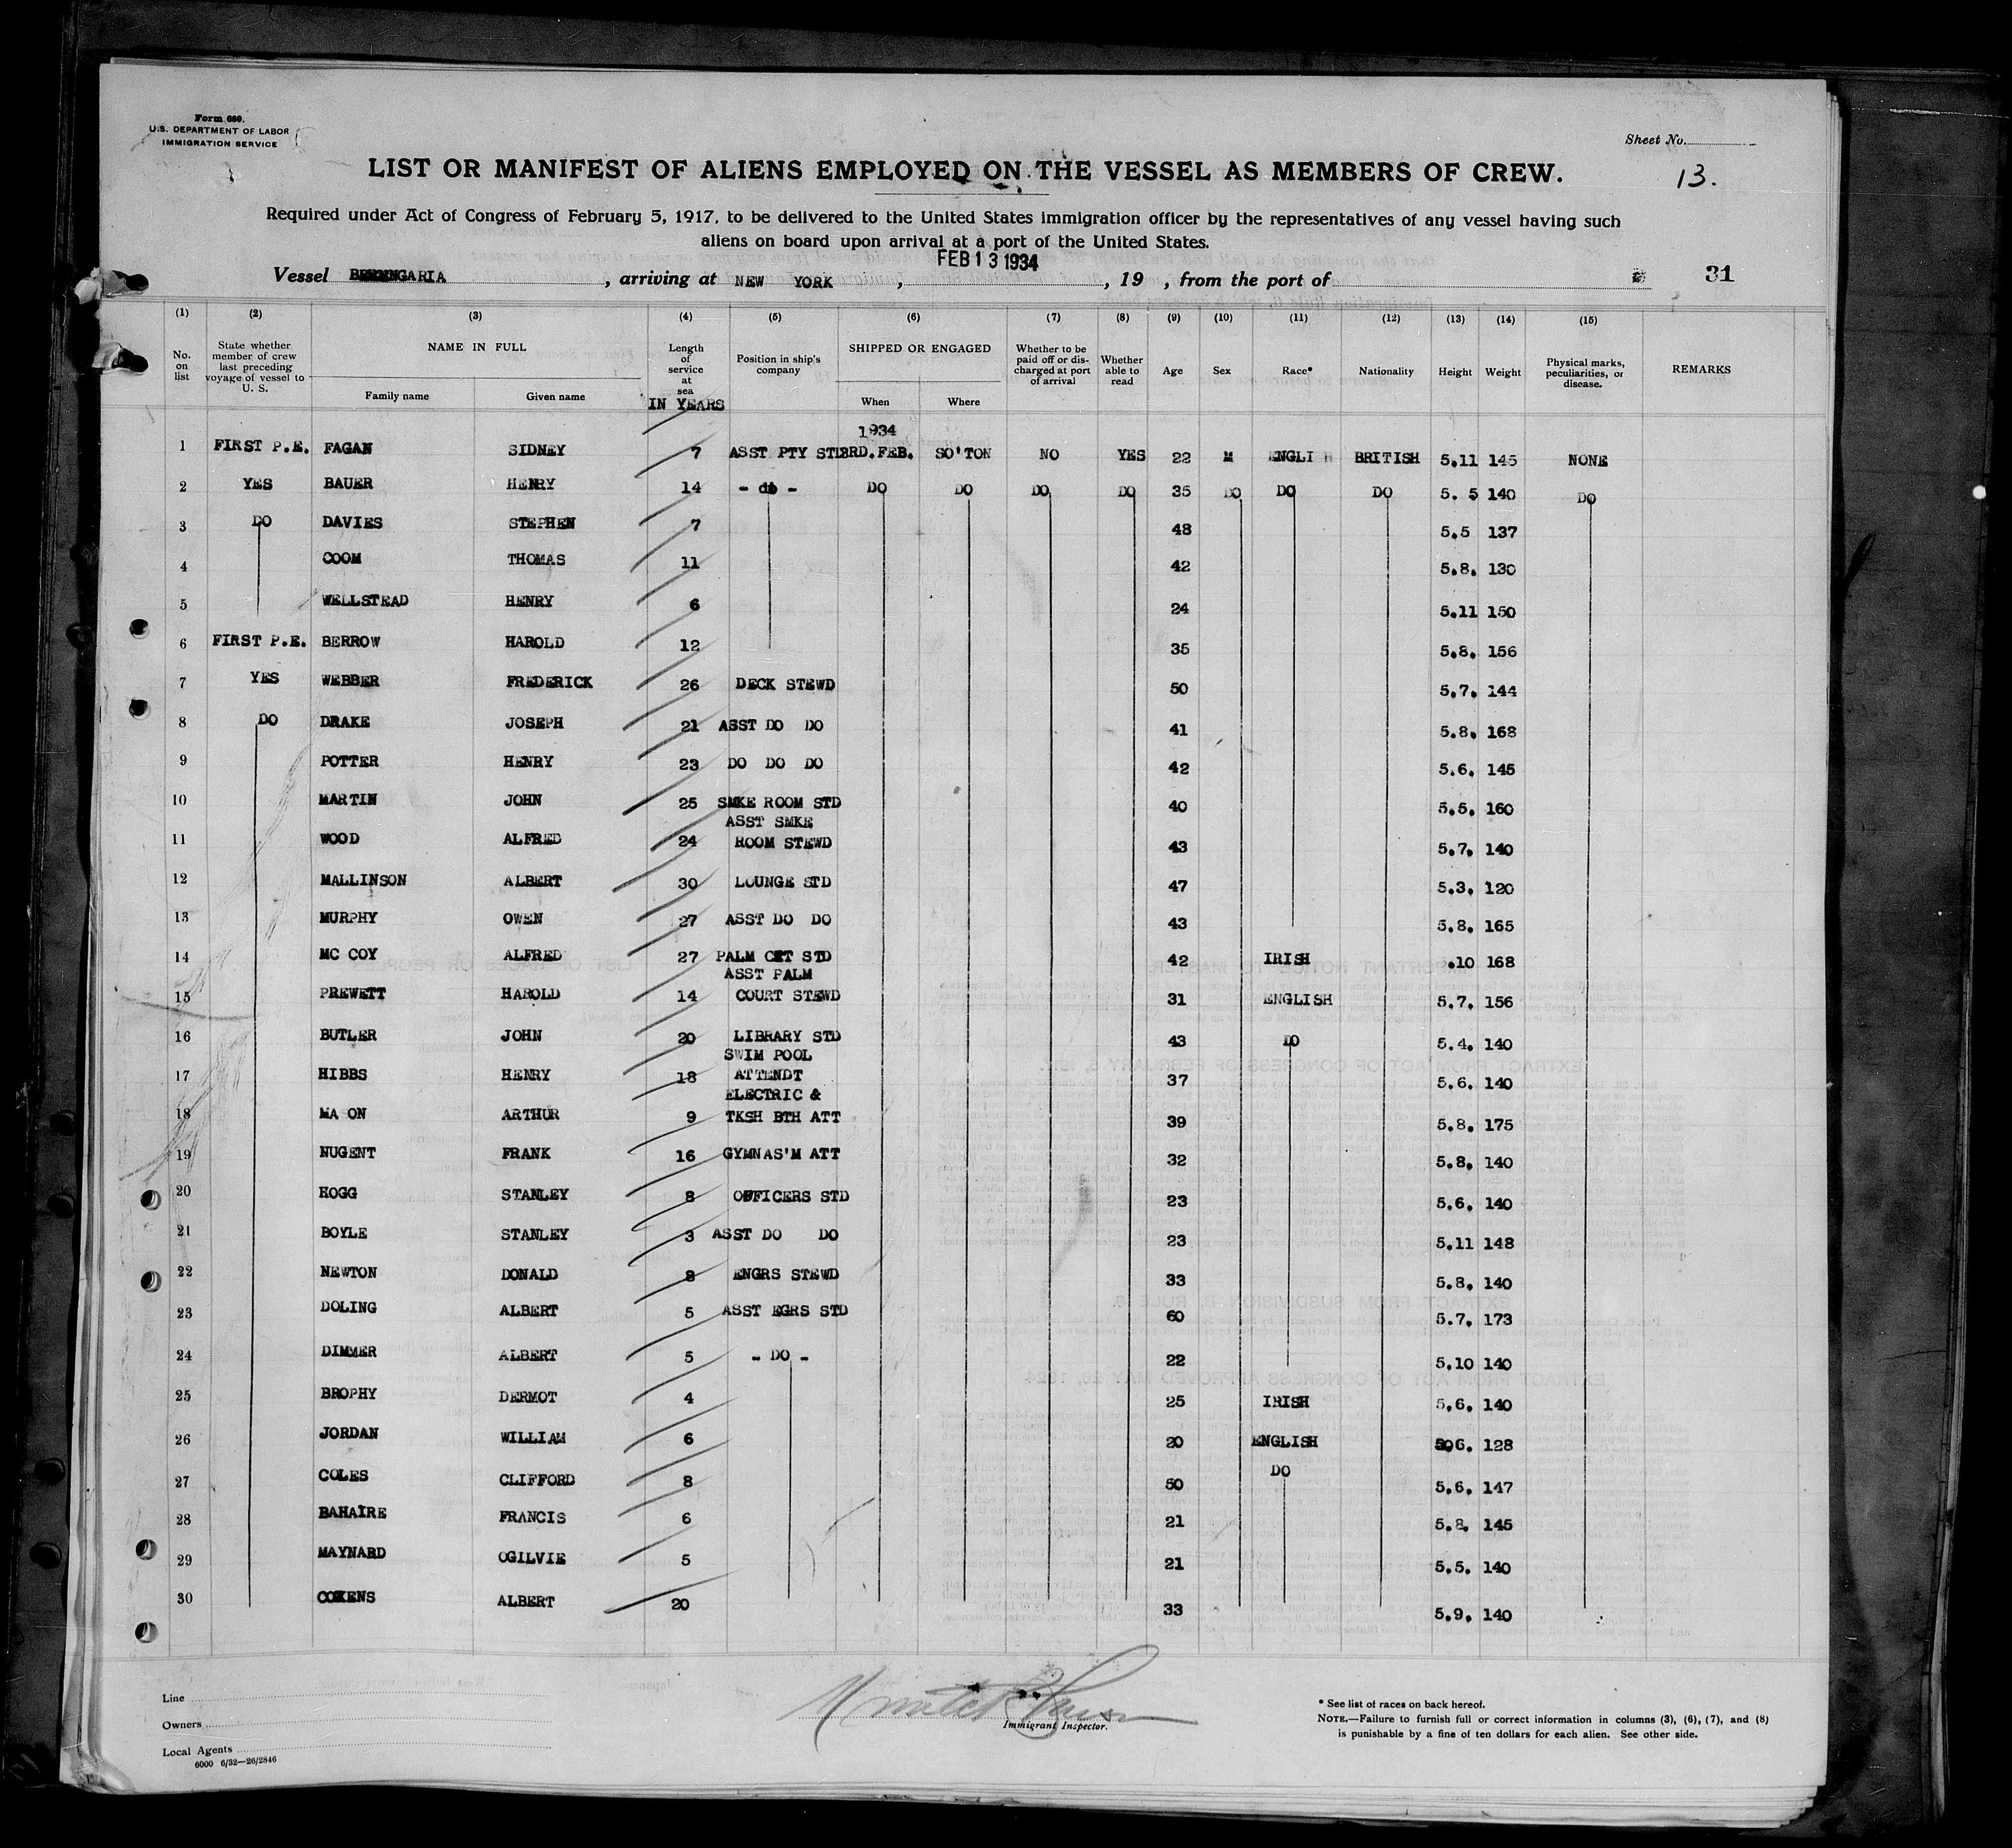 Form 680.
U.S. DEPARTMENT OF LABOR
IMMIGRATION SERVICE
Sheet No.
13.
LIST OR MANIFEST OF ALIENS EMPLOYED ON THE VESSEL AS MEMBERS OF CREW.
Required under Act of Congress of February 5, 1917, to be delivered to the United States immigration officer by the representatives of any vessel having such
aliens on board upon arrival at a port of the United States.
FEB 13 1934
Vessel BERENGARIA, arriving at NEW YORK, 19 , from the port of 31
(1) (2) (3) (4) (5) (6) (7) (8) (9) (10) (11) (12) (13) (14) (15)
No. on list State whether member of crew last preceding voyage of vessel to U. S. NAME IN FULL Family name Given name Length of service at sea IN YEARS Position in ship's company SHIPPED OR ENGAGED When Where Whether to be paid off or discharged at port of arrival Whether able to read Age Sex Race* Nationality Height Weight Physical marks, peculiarities, or disease. REMARKS
1934
1 FIRST P.E. FAGAN SIDNEY 7 ASST PTY STD 3RD.FEB. SO'TON NO YES 22 M ENGLI H BRITISH 5.11 145 NONE
2 YES BAUER HENRY 14 - do - DO DO DO DO 35 DO DO DO 5. 5 140 DO
3 DO DAVIES STEPHEN 7 48 5.5 137
4 COOM THOMAS 11 42 5.8. 130
5 WELLSTEAD HENRY 6 24 5.11 150
6 FIRST P.E. BERROW HAROLD 12 35 5.8. 156
7 YES WEBBER FREDERICK 26 DECK STEWD 50 5.7. 144
8 DO DRAKE JOSEPH 21 ASST DO DO 41 5.8. 168
9 POTTER HENRY 23 DO DO DO 42 5.6. 145
10 MARTIN JOHN 25 SMKE ROOM STD 40 5.5. 160
ASST SMKE
11 WOOD ALFRED 24 ROOM STEWD 43 5.7. 140
12 MALLINSON ALBERT 30 LOUNGE STD 47 5.3. 120
13 MURPHY OWEN 27 ASST DO DO 43 5.8. 165
14 MC COY ALFRED 27 PALM CRT STD 42 IRISH .10 168
ASST PALM
15 PREWETT HAROLD 14 COURT STEWD 31 ENGLISH 5.7. 156
16 BUTLER JOHN 20 LIBRARY STD 43 DO 5.4. 140
SWIM POOL
17 HIBBS HENRY 18 ATTENDT 37 5.6. 140
ELECTRIC &
18 MA ON ARTHUR 9 TKSH BTH ATT 39 5.8. 175
19 NUGENT FRANK 16 GYMNAS'M ATT 32 5.8. 140
20 HOGG STANLEY 8 OFFICERS STD 23 5.6. 140
21 BOYLE STANLEY 3 ASST DO DO 23 5.11 148
22 NEWTON DONALD 8 ENGRS STEWD 33 5.8. 140
23 DOLING ALBERT 5 ASST EGRS STD 60 5.7. 173
24 DIMMER ALBERT 5 - DO - 22 5.10 140
25 BROPHY DERMOT 4 25 IRISH 5.6. 140
26 JORDAN WILLIAM 6 20 ENGLISH 5.6. 128
27 COLES CLIFFORD 8 50 DO 5.6. 147
28 BAHAIRE FRANCIS 6 21 5.8. 145
29 MAYNARD OGILVIE 5 21 5.5. 140
30 COKENS ALBERT 20 33 5.9. 140
Line
Owners
Local Agents
6000 6/32—26/2846
Immigrant Inspector.
* See list of races on back hereof.
NOTE.—Failure to furnish full or correct information in columns (3), (6), (7), and (8)
is punishable by a fine of ten dollars for each alien. See other side.